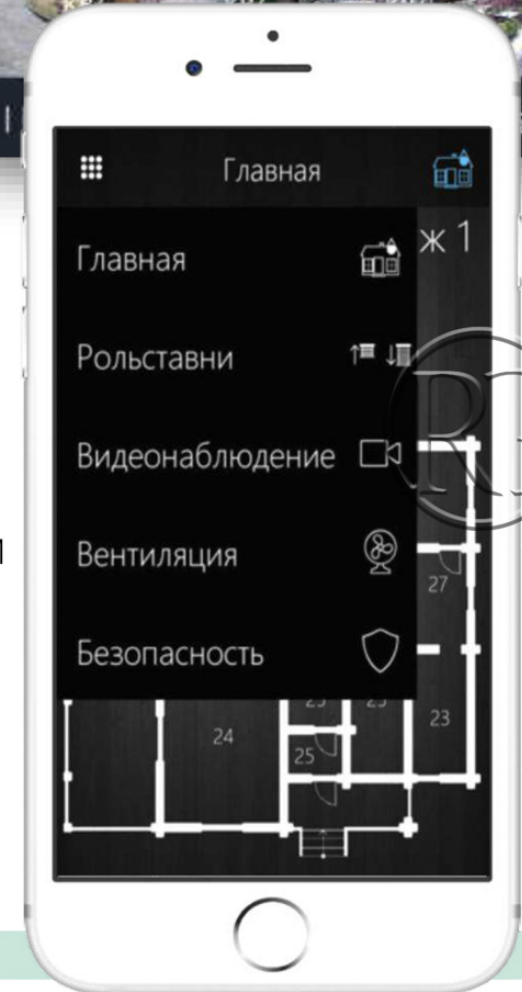 Главная
ж 1
Главная
Рольставни
Видеонаблюдение
Вентиляция
27
Безопасность
23
24
25